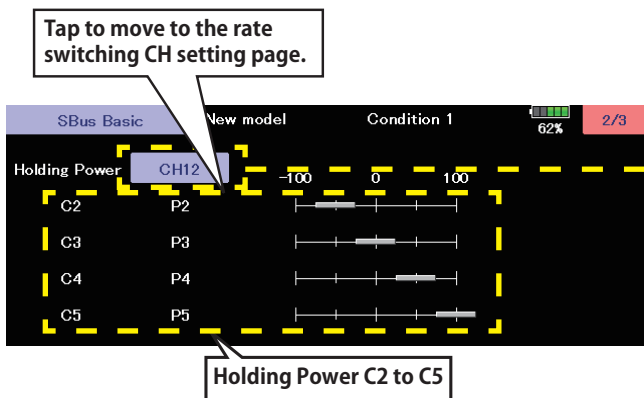 Tap to move to the rate
switching CH setting page.
SBus Basic New model Condition 1 62% 2/3
Holding Power CH12 -100 0 100
C2 P2
C3 P3
C4 P4
C5 P5
Holding Power C2 to C5